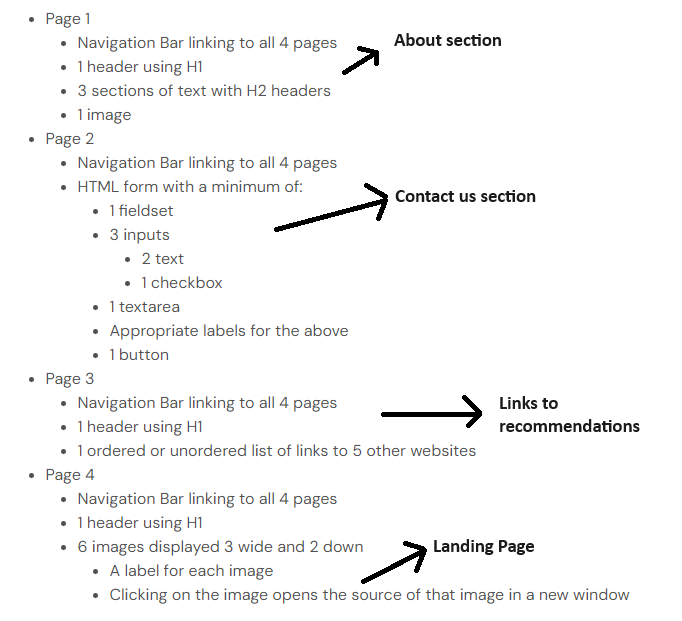 Page 1
Navigation Bar linking to all 4 pages
About section
1 header using H1
3 sections of text with H2 headers
1 image
Page 2
Navigation Bar linking to all 4 pages
HTML form with a minimum of:
Contact us section
1 fieldset
3 inputs
2 text
1 checkbox
1 textarea
Appropriate labels for the above
1 button
Page 3
Navigation Bar linking to all 4 pages
Links to
recommendations
1 header using H1
1 ordered or unordered list of links to 5 other websites
Page 4
Navigation Bar linking to all 4 pages
1 header using H1
6 images displayed 3 wide and 2 down
Landing Page
A label for each image
Clicking on the image opens the source of that image in a new window